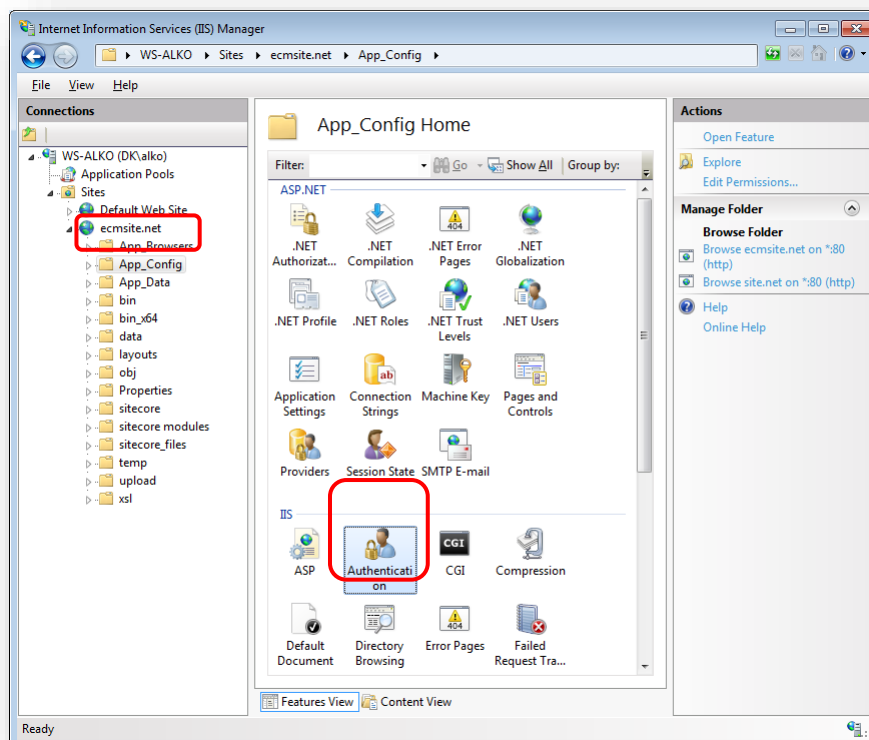 Internet Information Services (IIS) Manager
WS-ALKO Sites ecmsite.net App_Config
File View Help
Connections
WS-ALKO (DK\alko)
Application Pools
Sites
Default Web Site
ecmsite.net
App_Browsers
App_Config
App_Data
bin
bin_x64
data
layouts
obj
Properties
sitecore
sitecore modules
sitecore_files
temp
upload
xsl
App_Config Home
Filter: Go Show All Group by:
ASP.NET
.NET Authorizat...
.NET Compilation
.NET Error Pages
.NET Globalization
.NET Profile
.NET Roles
.NET Trust Levels
.NET Users
Application Settings
ab
Connection Strings
Machine Key
Pages and Controls
Providers
Session State
SMTP E-mail
IIS
ASP
Authenticati
on
CGI
CGI
Compression
Default Document
Directory Browsing
404
Error Pages
Failed Request Tra...
Features View Content View
Actions
Open Feature
Explore
Edit Permissions...
Manage Folder
Browse Folder
Browse ecmsite.net on *:80
(http)
Browse site.net on *:80 (http)
Help
Online Help
Ready